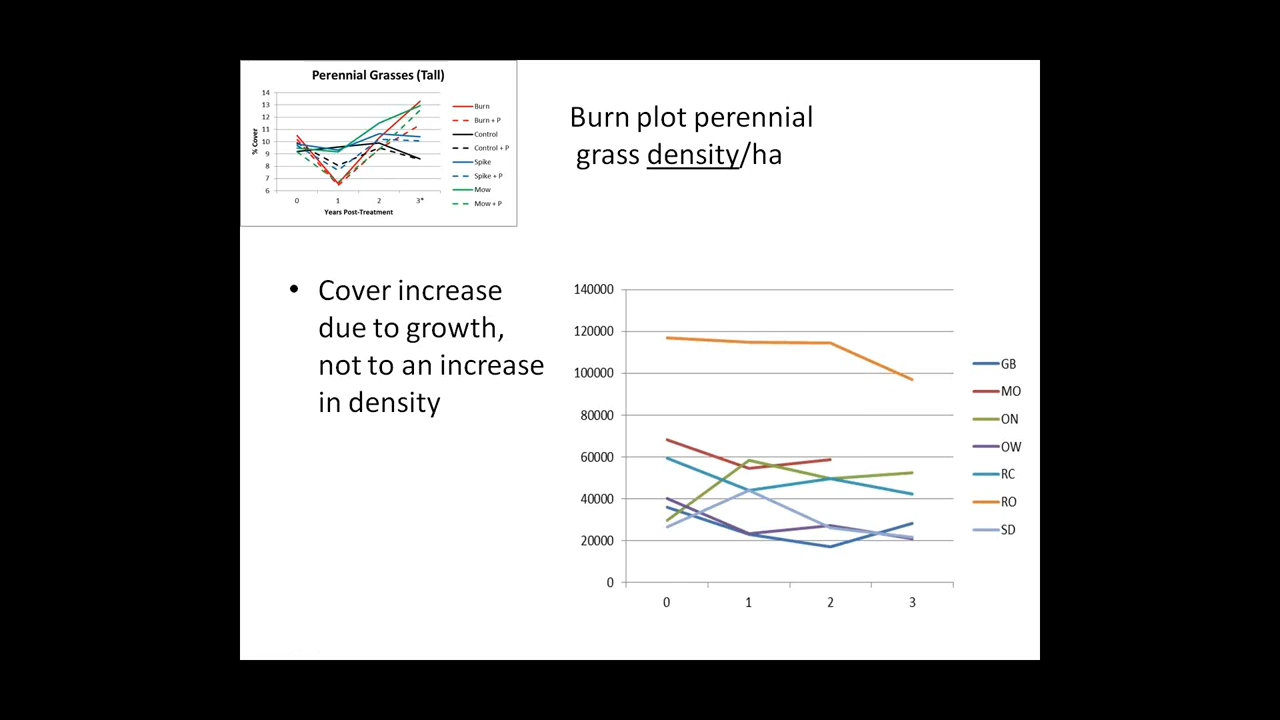 Perennial Grasses (Tall)
14
13
12
11
10
9
8
7
6
% Cover
0 1 2 3*
Years Post-Treatment
Burn
Burn + P
Control
Control + P
Spike
Spike + P
Mow
Mow + P
Burn plot perennial
grass density/ha
• Cover increase
due to growth,
not to an increase
in density
140000
120000
100000
80000
60000
40000
20000
0
0 1 2 3
GB
MO
ON
OW
RC
RO
SD